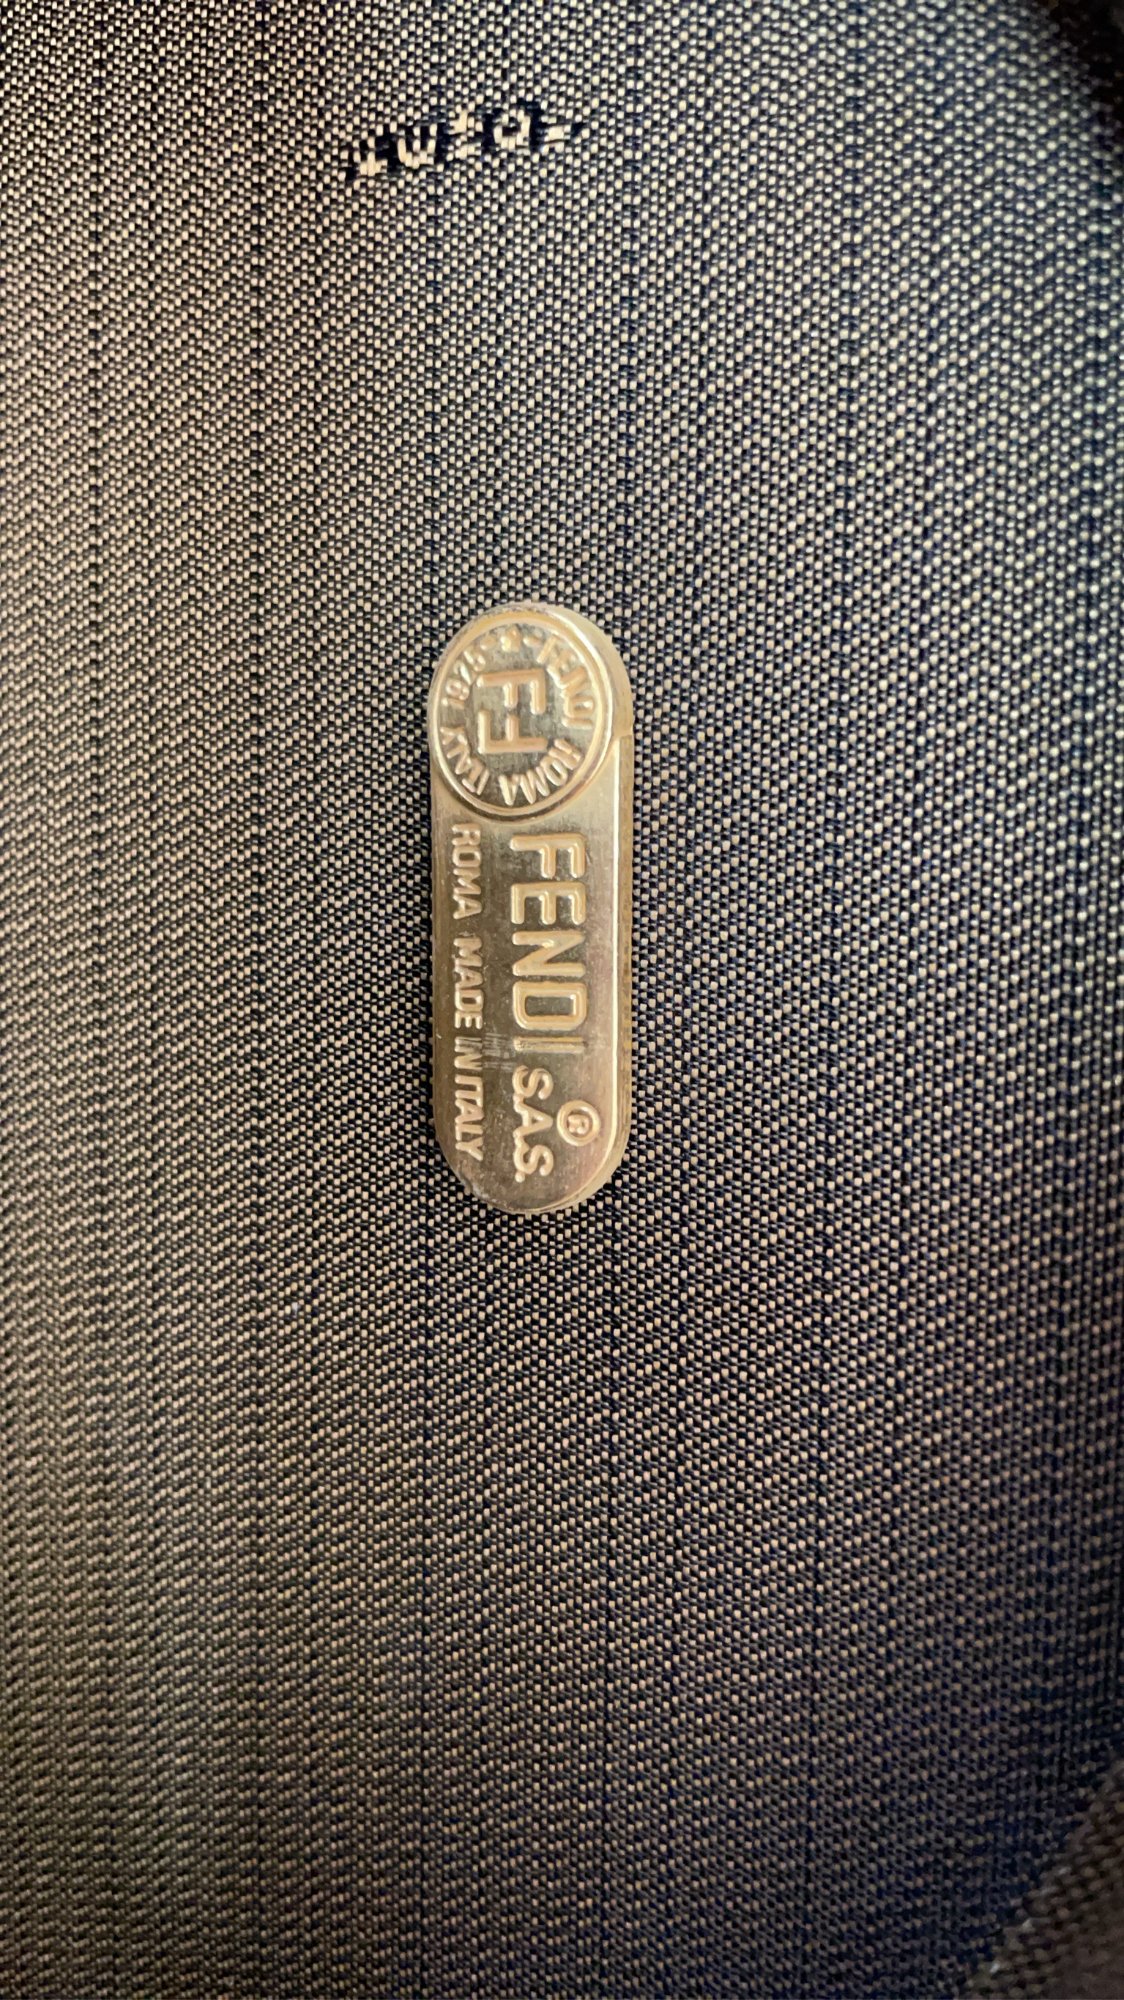 FENDI ROMA ITALY 1925
FF
FENDI S.A.S.®
ROMA MADE IN ITALY